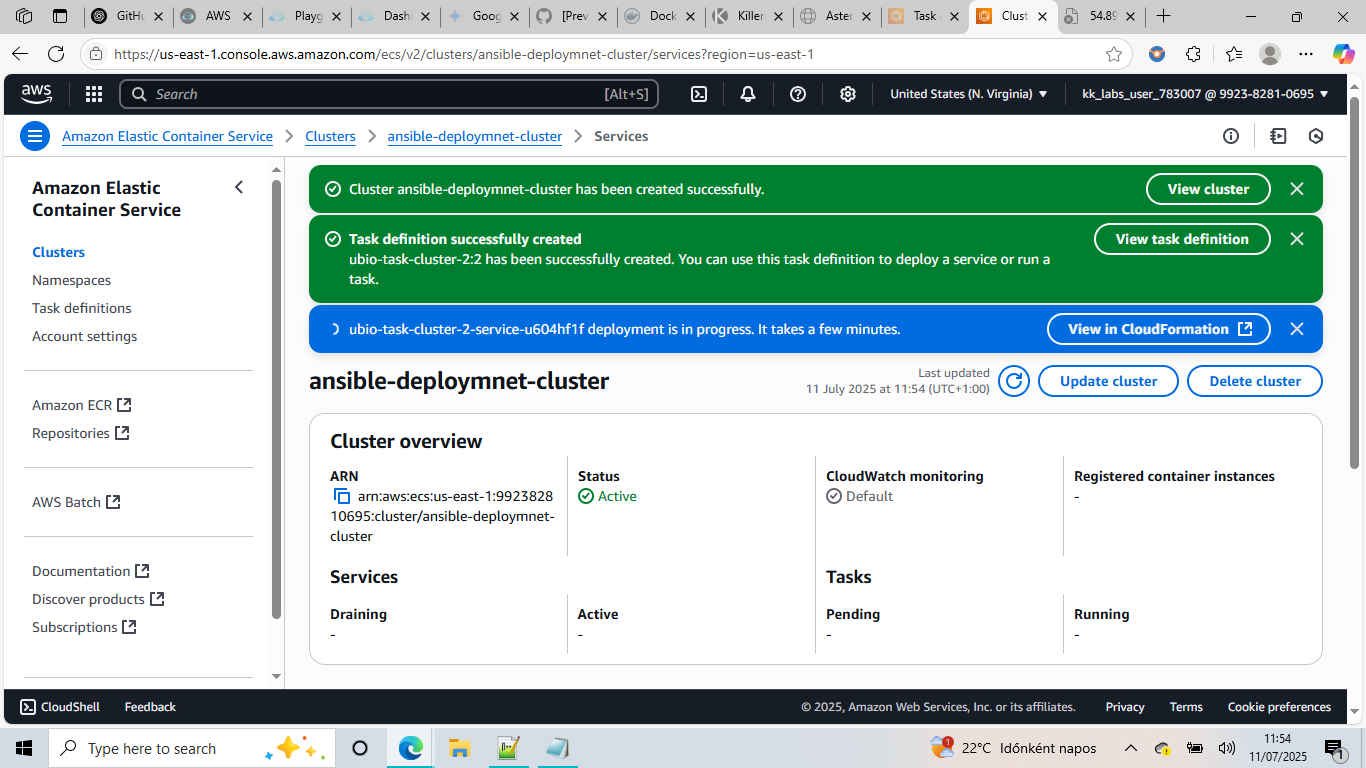 GitHu
AWS
Playg
Dashl
Goog
[Prev
Dock
Killer
Aster
Task
Clust
54.89
https://us-east-1.console.aws.amazon.com/ecs/v2/clusters/ansible-deploymnet-cluster/services?region=us-east-1
aws
Search
[Alt+S]
United States (N. Virginia)
kk_labs_user_783007 @ 9923-8281-0695
Amazon Elastic Container Service
Clusters
ansible-deploymnet-cluster
Services
Amazon Elastic
Container Service
Clusters
Namespaces
Task definitions
Account settings
Amazon ECR
Repositories
AWS Batch
Documentation
Discover products
Subscriptions
Cluster ansible-deploymnet-cluster has been created successfully.
View cluster
Task definition successfully created
ubio-task-cluster-2:2 has been successfully created. You can use this task definition to deploy a service or run a
task.
View task definition
ubio-task-cluster-2-service-u604hf1f deployment is in progress. It takes a few minutes.
View in CloudFormation
ansible-deploymnet-cluster
Last updated
11 July 2025 at 11:54 (UTC+1:00)
Update cluster
Delete cluster
Cluster overview
ARN
arn:aws:ecs:us-east-1:9923828
10695:cluster/ansible-deploymnet-
cluster
Status
Active
CloudWatch monitoring
Default
Registered container instances
-
Services
Tasks
Draining
-
Active
-
Pending
-
Running
-
CloudShell
Feedback
© 2025, Amazon Web Services, Inc. or its affiliates.
Privacy
Terms
Cookie preferences
Type here to search
1
22°C Időnként napos
11:54
11/07/2025
1